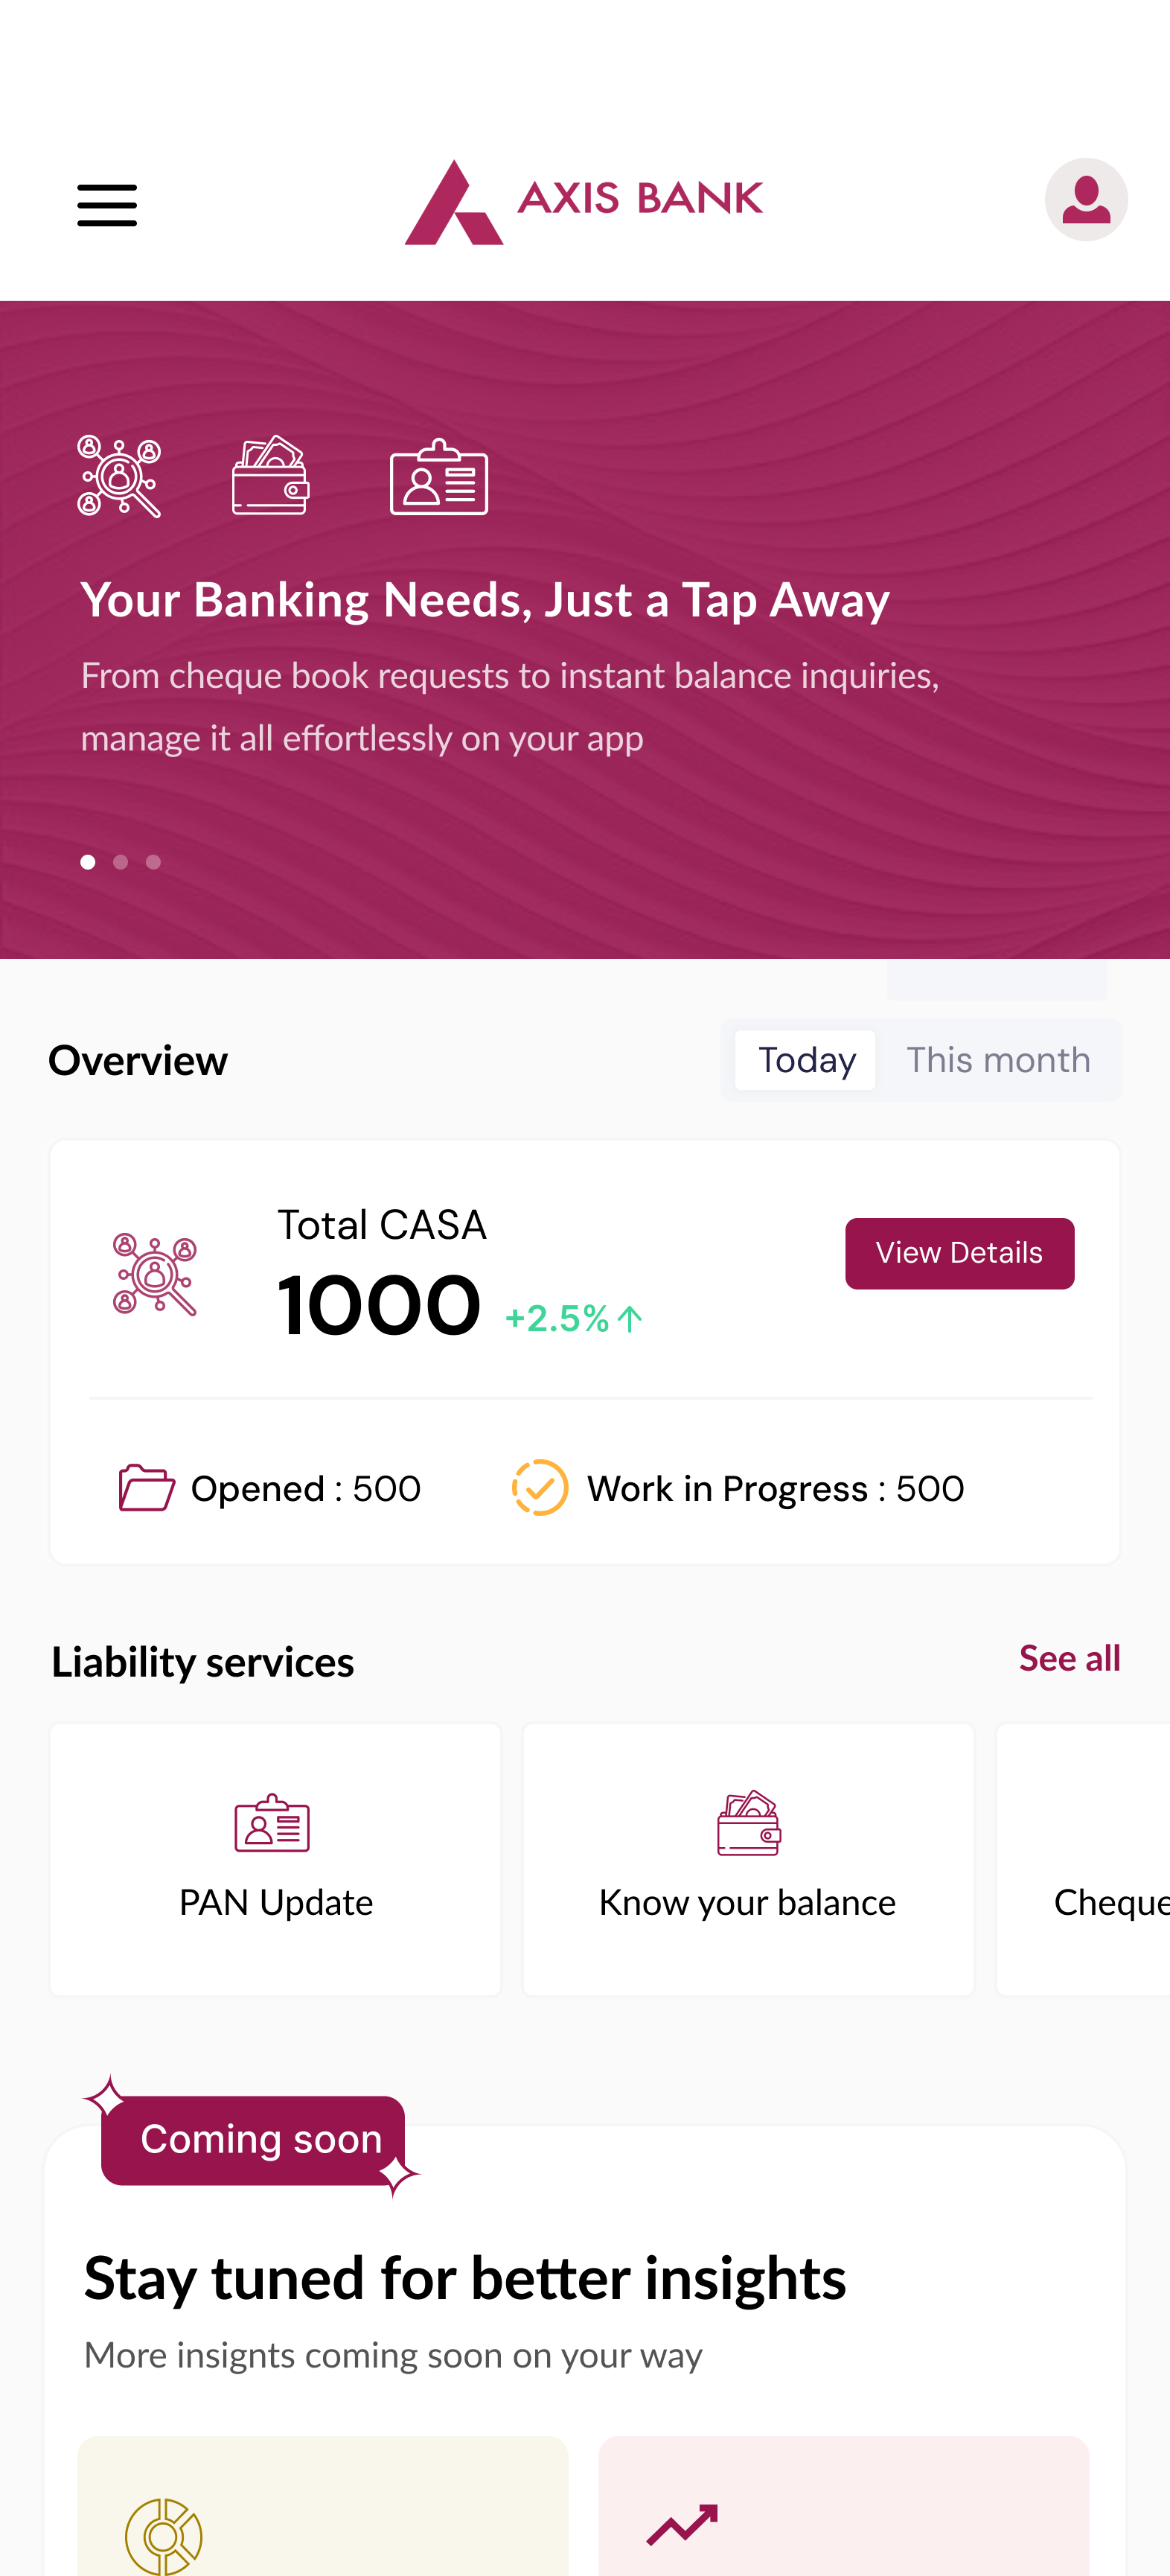 AXIS BANK
Your Banking Needs, Just a Tap Away
From cheque book requests to instant balance inquiries,
manage it all effortlessly on your app
Overview
Today
This month
Total CASA
1000 +2.5%↑
View Details
Opened : 500
Work in Progress : 500
Liability services
See all
PAN Update
Know your balance
Cheque
Coming soon
Stay tuned for better insights
More insignts coming soon on your way